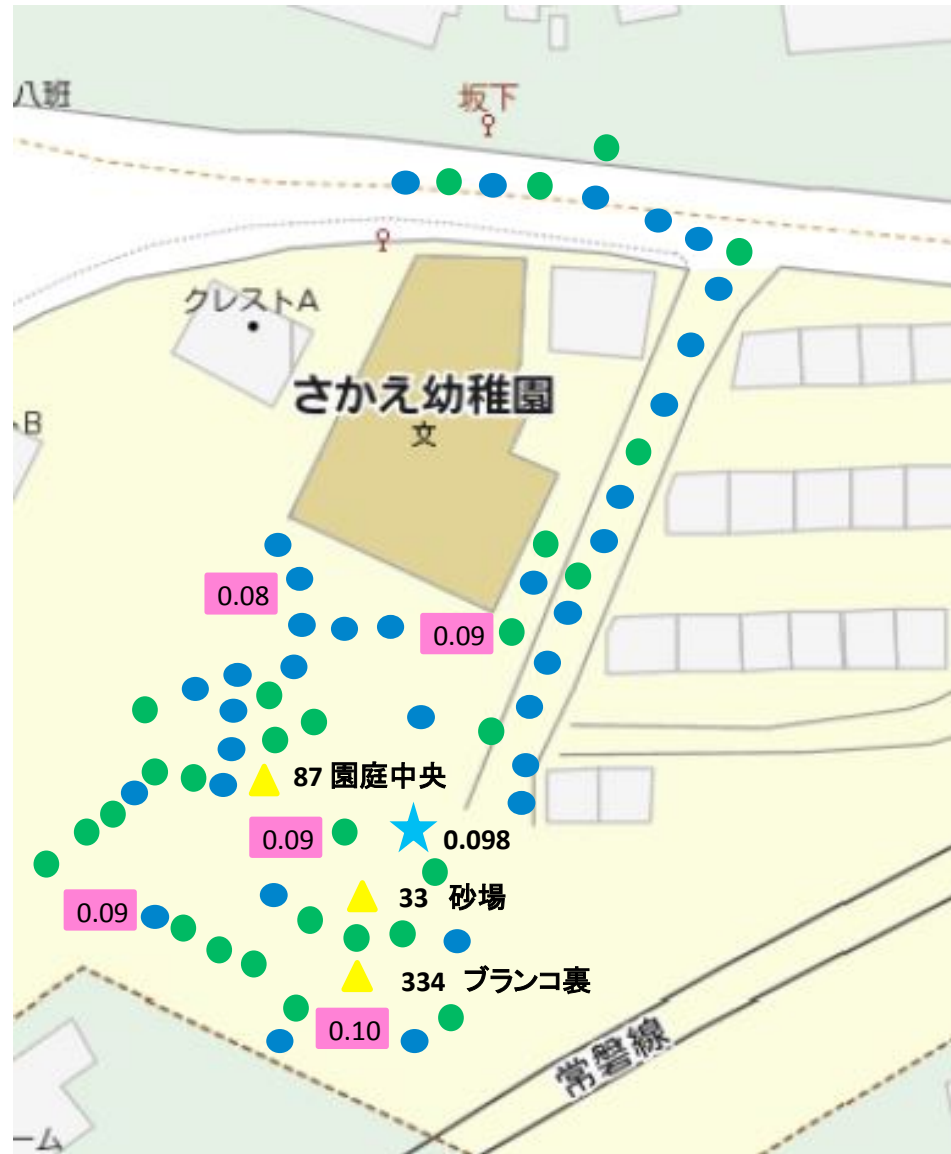 八班
坂下
クレストA
さかえ幼稚園
文
B
0.08
0.09
87 園庭中央
0.09
0.098
33 砂場
0.09
334 ブランコ裏
0.10
常磐線
ーム